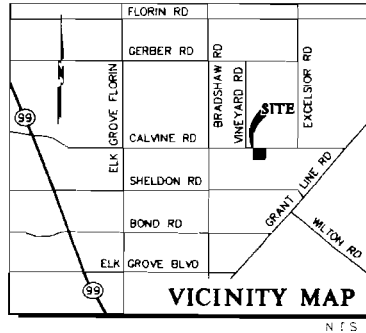 FLORIN RD
GERBER RD
BRADSHAW RD
VINEYARD RD
EXCELSIOR RD
ELK GROVE FLORIN
SITE
99
CALVINE RD
SHELDON RD
GRANT LINE RD
BOND RD
WILTON RD
ELK GROVE BLVD
99
VICINITY MAP
NTS